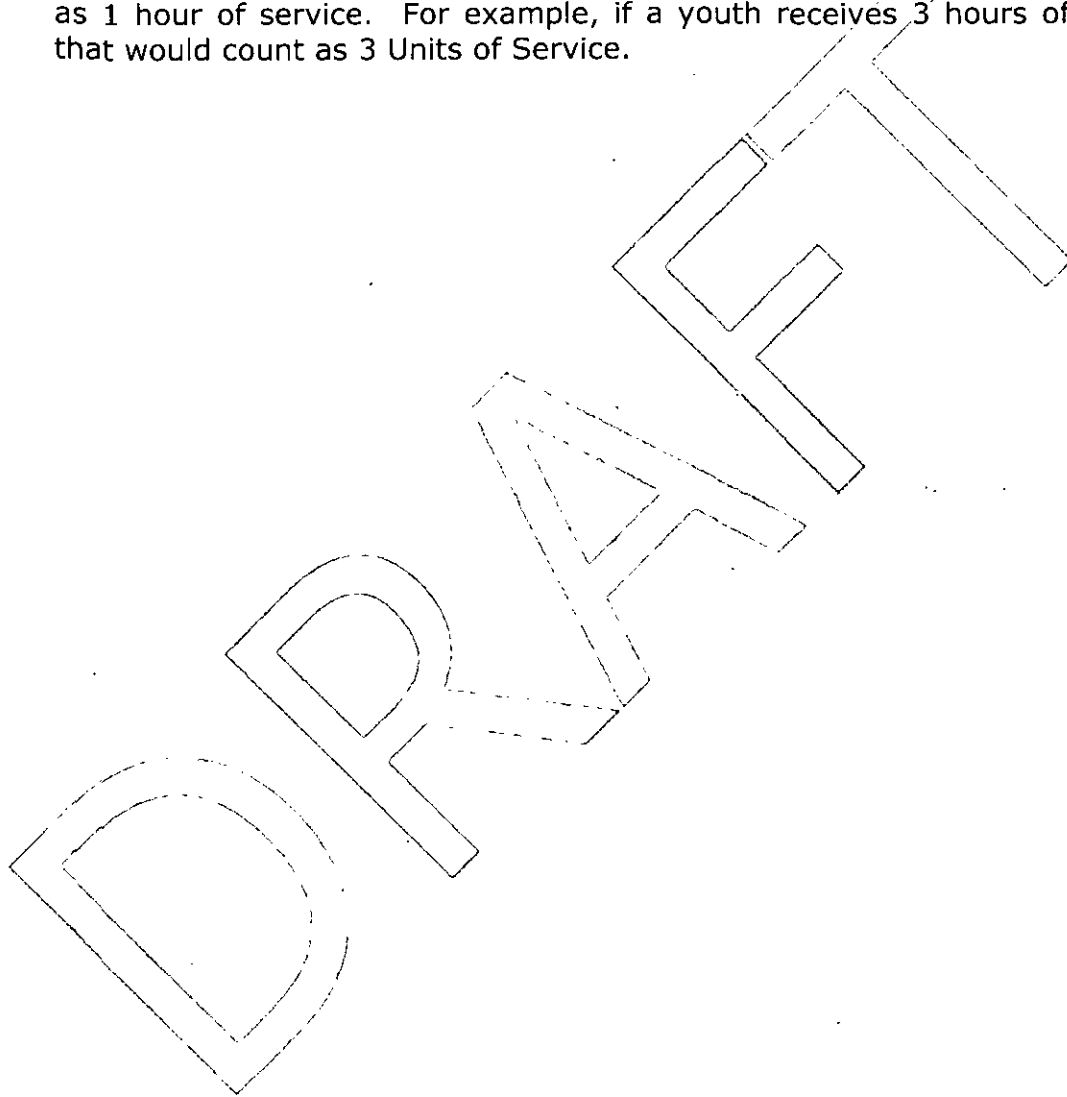 as 1 hour of service. For example, if a youth receives 3 hours of
that would count as 3 Units of Service.
DRAFT